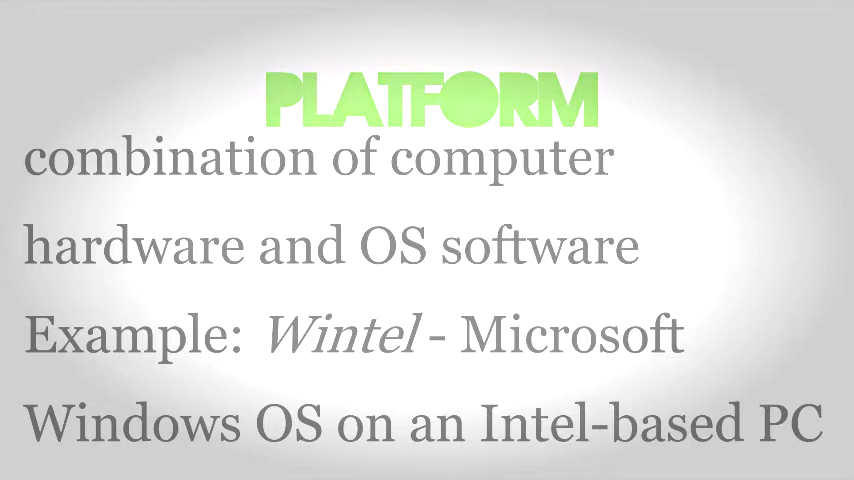 PLATFORM
combination of computer
hardware and OS software
Example: Wintel - Microsoft
Windows OS on an Intel-based PC